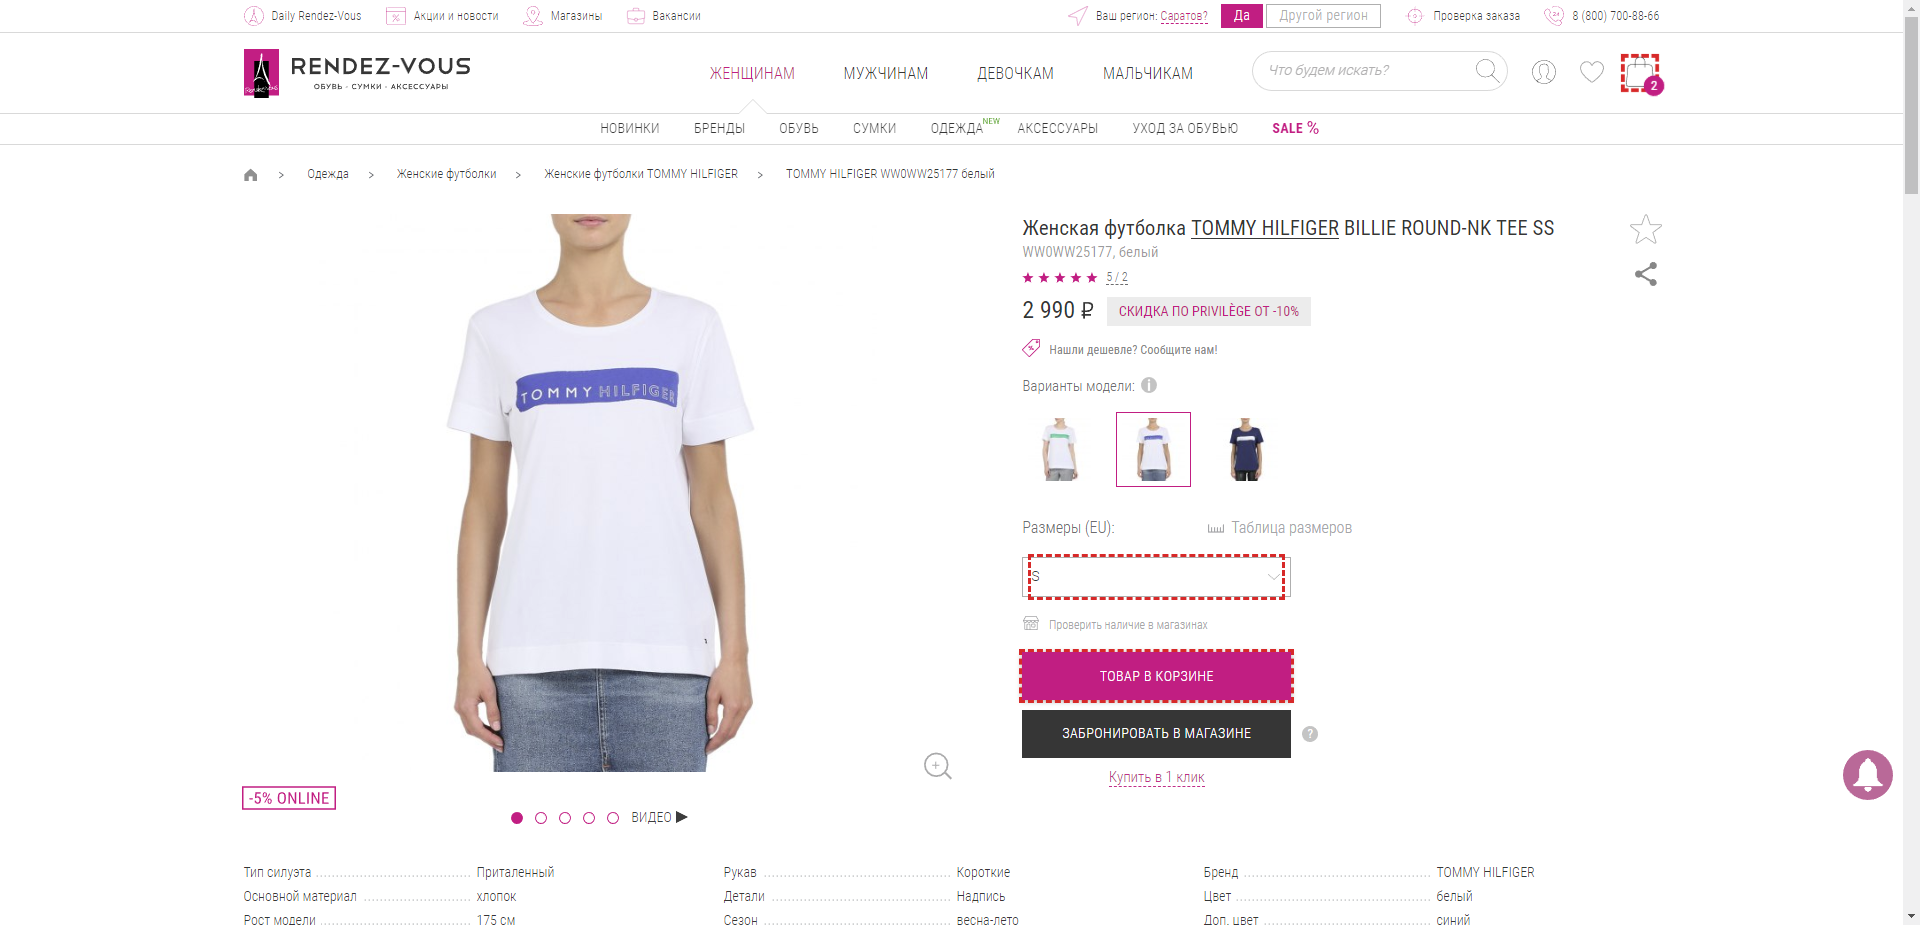 Daily Rendez-Vous Акции и новости Магазины Вакансии Ваш регион: Саратов? Да Другой регион Проверка заказа 8 (800) 700-88-66
RENDEZ-VOUS
ОБУВЬ · СУМКИ · АКСЕССУАРЫ
ЖЕНЩИНАМ МУЖЧИНАМ ДЕВОЧКАМ МАЛЬЧИКАМ
Что будем искать?
2
НОВИНКИ БРЕНДЫ ОБУВЬ СУМКИ ОДЕЖДА NEW АКСЕССУАРЫ УХОД ЗА ОБУВЬЮ SALE %
> Одежда > Женские футболки > Женские футболки TOMMY HILFIGER > TOMMY HILFIGER WW0WW25177 белый
TOMMY HILFIGER
-5% ONLINE
ВИДЕО
Женская футболка TOMMY HILFIGER BILLIE ROUND-NK TEE SS
WW0WW25177, белый
5 / 2
2 990 ₽ СКИДКА ПО PRIVILÈGE ОТ -10%
Нашли дешевле? Сообщите нам!
Варианты модели: i
Размеры (EU): Таблица размеров
S
Проверить наличие в магазинах
ТОВАР В КОРЗИНЕ
ЗАБРОНИРОВАТЬ В МАГАЗИНЕ ?
Купить в 1 клик
Тип силуэта Приталенный Рукав Короткие Бренд TOMMY HILFIGER
Основной материал хлопок Детали Надпись Цвет белый
Рост модели 175 см Сезон весна-лето Доп. цвет синий